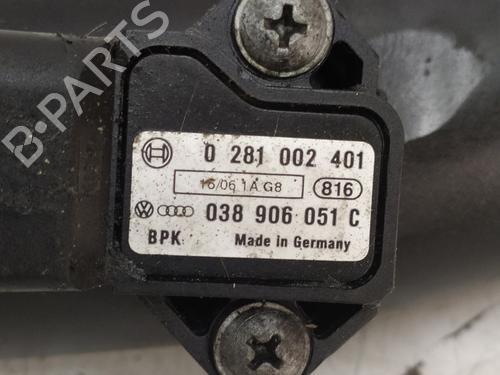 B-PARTS
0 281 002 401
16/06 1A G8 816
038 906 051 C
BPK Made in Germany